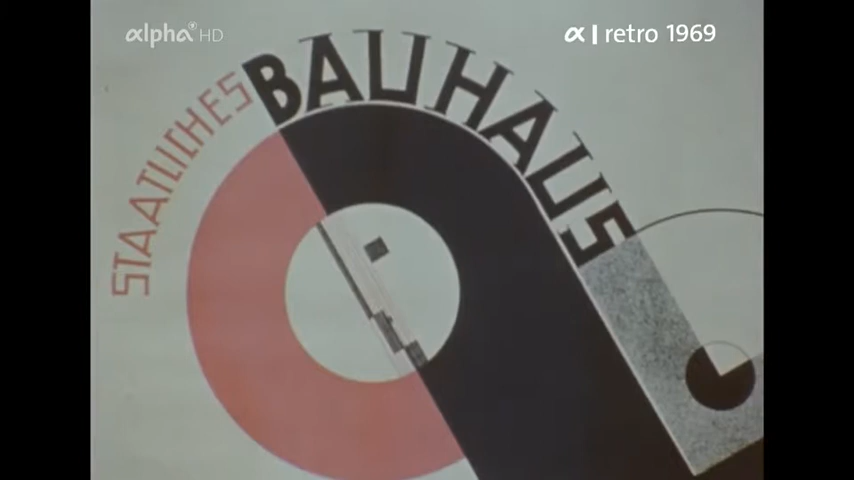 alpha HD
α | retro 1969
STAATLICHES BAUHAUS